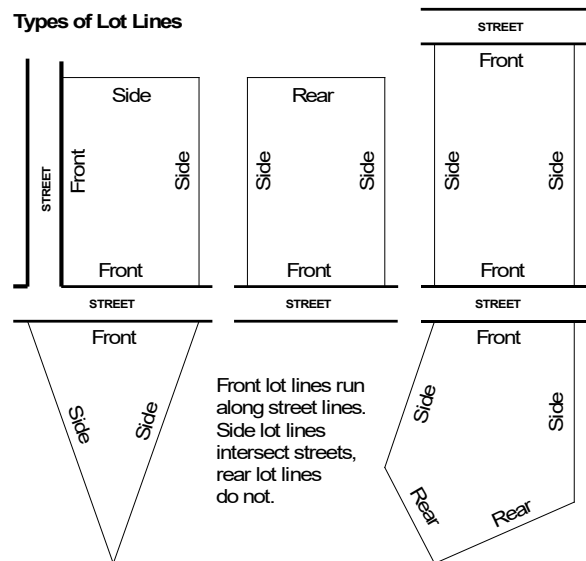 Types of Lot Lines
STREET
Front
Side
Rear
STREET
Front
Side
Side
Side
Side
Side
Front
Front
Front
STREET
STREET
STREET
Front
Front
Side
Side
Side
Side
Front lot lines run
along street lines.
Side lot lines
intersect streets,
rear lot lines
do not.
Rear
Rear